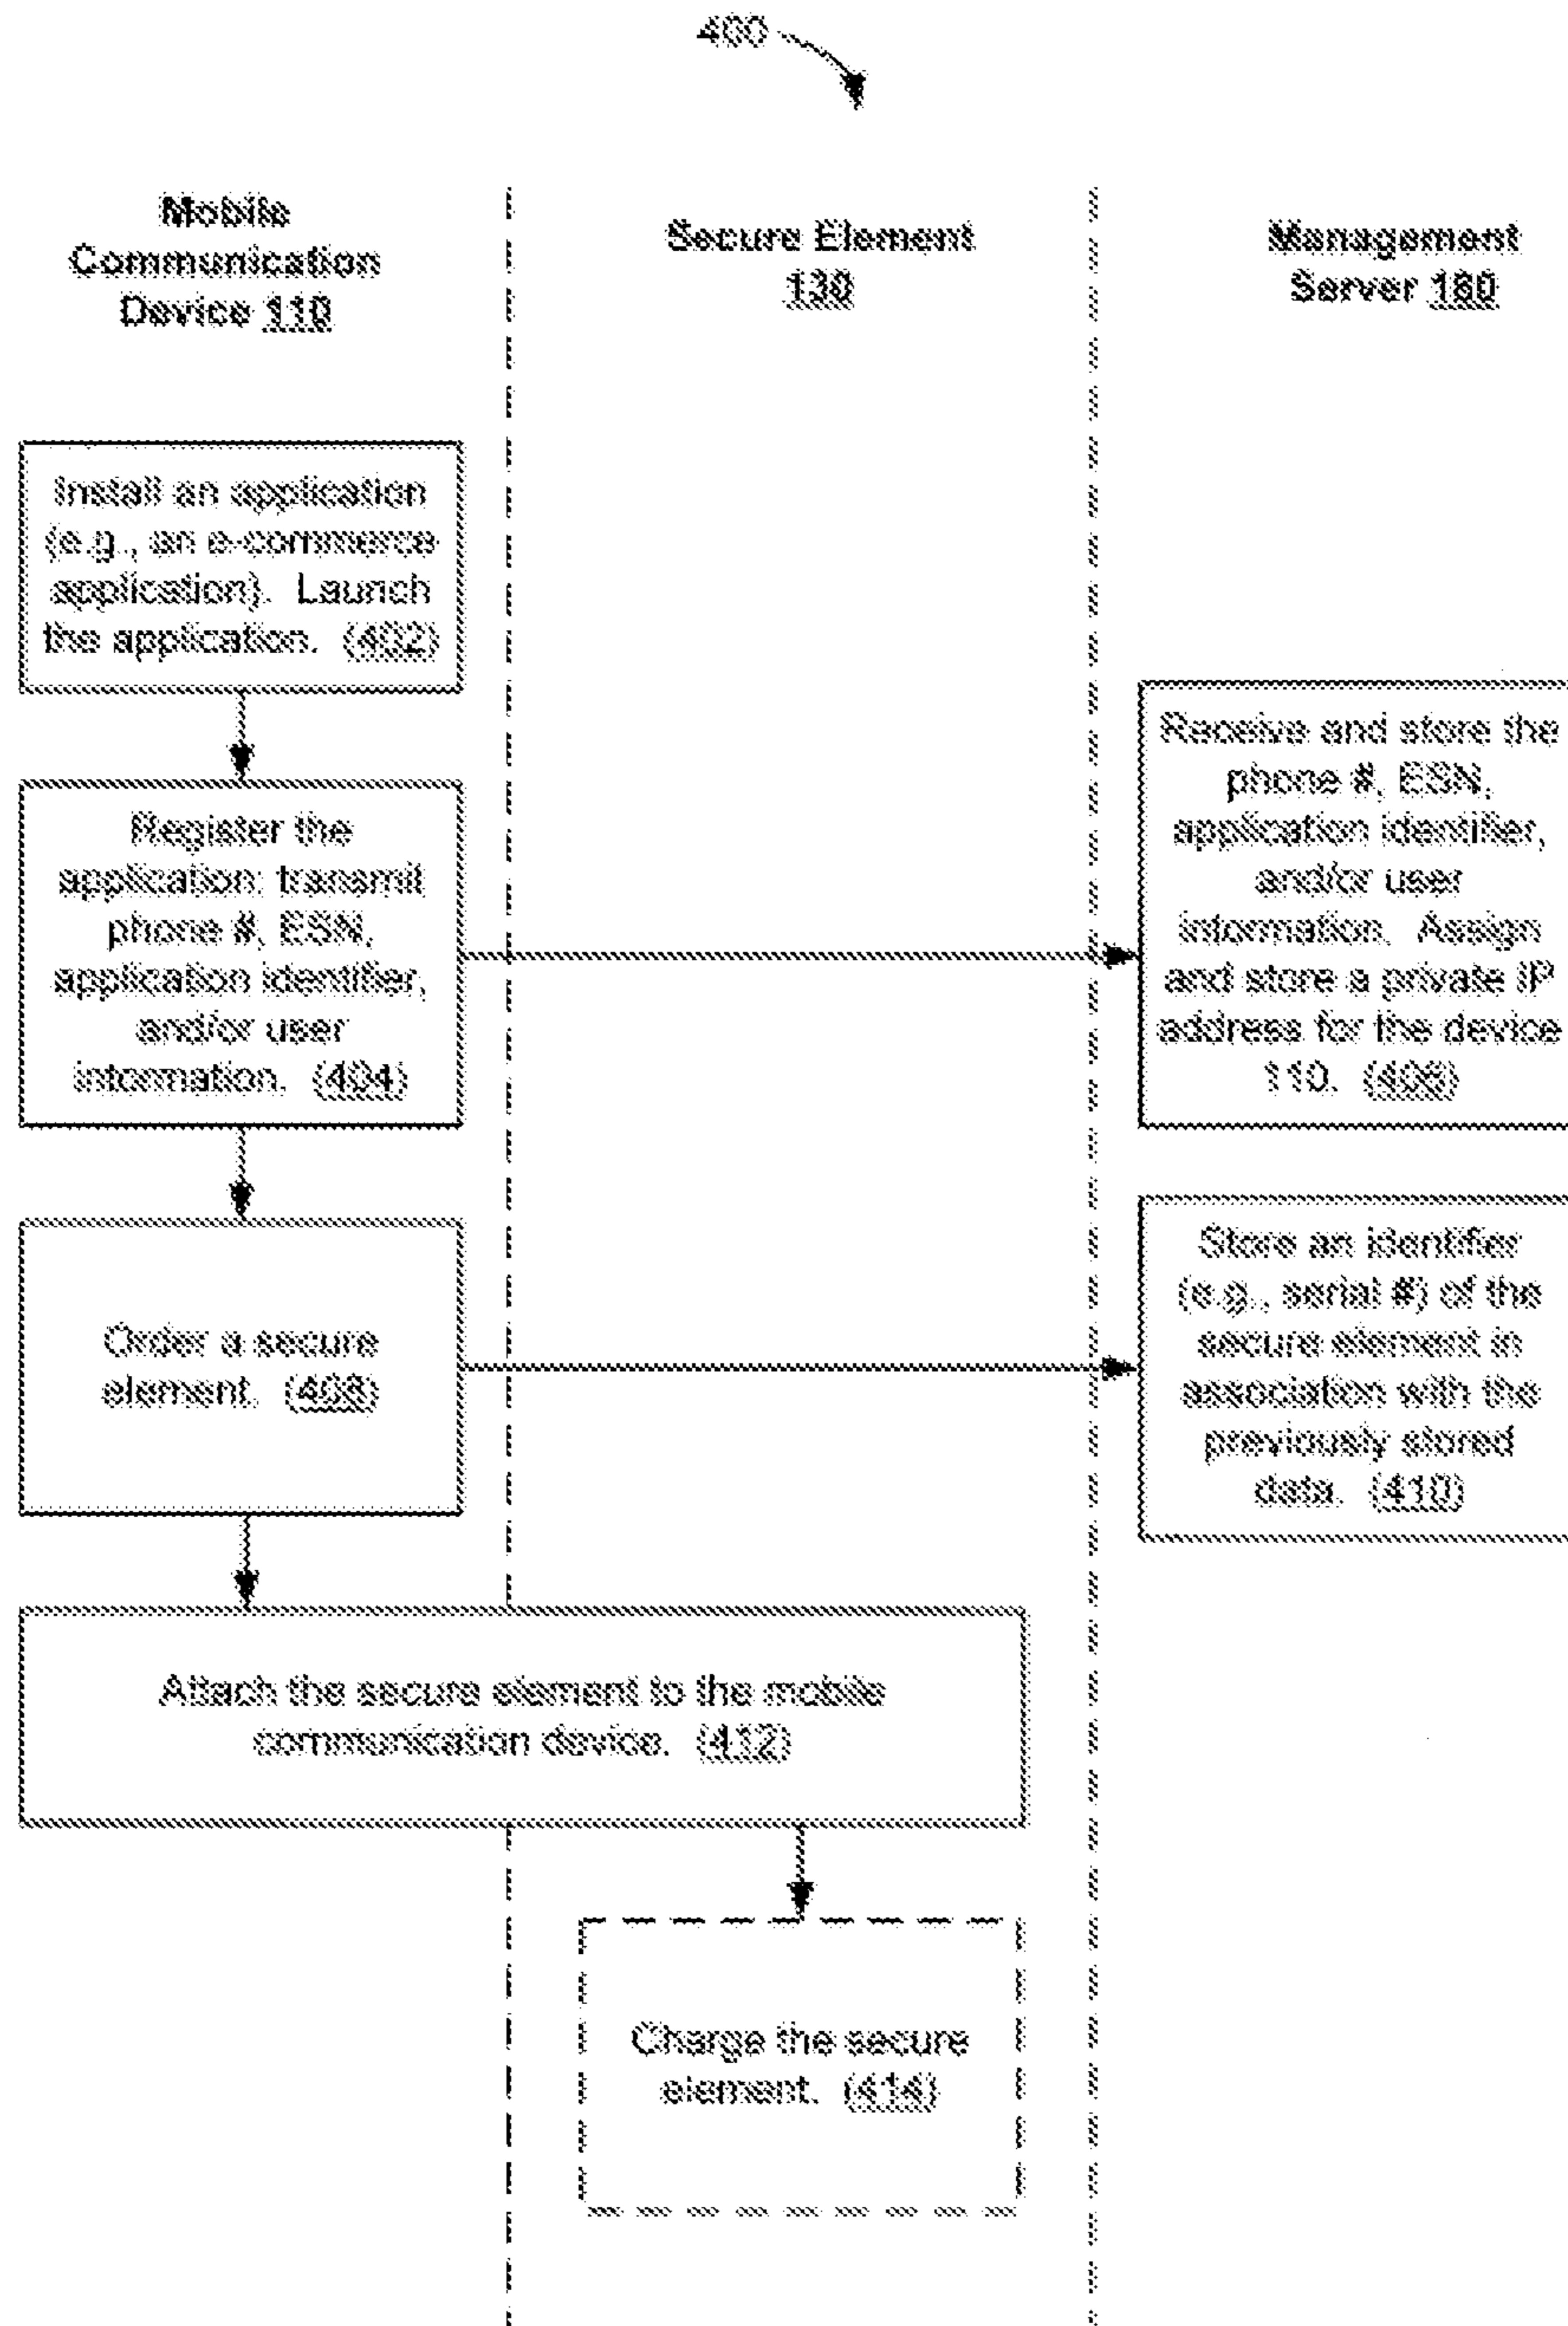 400
Mobile
Communication
Device 110
Secure Element
130
Management
Server 180
Install an application
(e.g., an e-commerce
application). Launch
the application. (402)
Register the
application: transmit
phone #, ESN,
application identifier,
and/or user
information. (404)
Receive and store the
phone #, ESN,
application identifier,
and/or user
information. Assign
and store a private IP
address for the device
110. (406)
Order a secure
element. (408)
Store an identifier
(e.g., serial #) of the
secure element in
association with the
previously stored
data. (410)
Attach the secure element to the mobile
communication device. (412)
Charge the secure
element. (414)